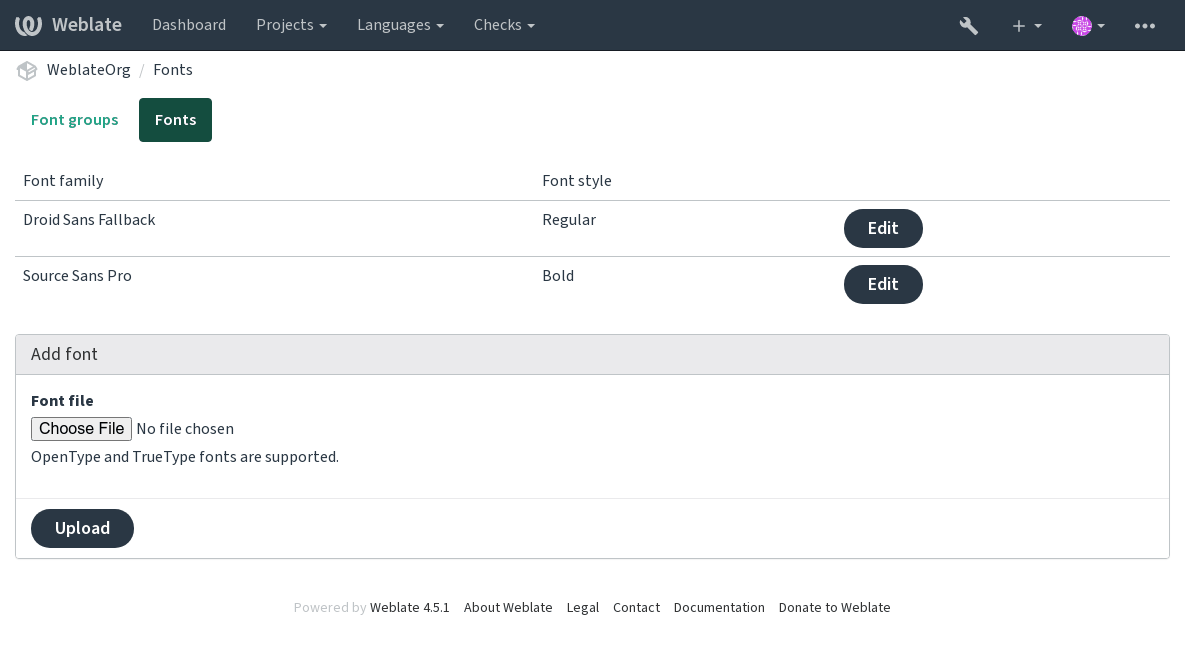 Weblate Dashboard Projects Languages Checks
WeblateOrg / Fonts
Font groups Fonts
Font family Font style
Droid Sans Fallback Regular Edit
Source Sans Pro Bold Edit
Add font
Font file
Choose File No file chosen
OpenType and TrueType fonts are supported.
Upload
Powered by Weblate 4.5.1 About Weblate Legal Contact Documentation Donate to Weblate